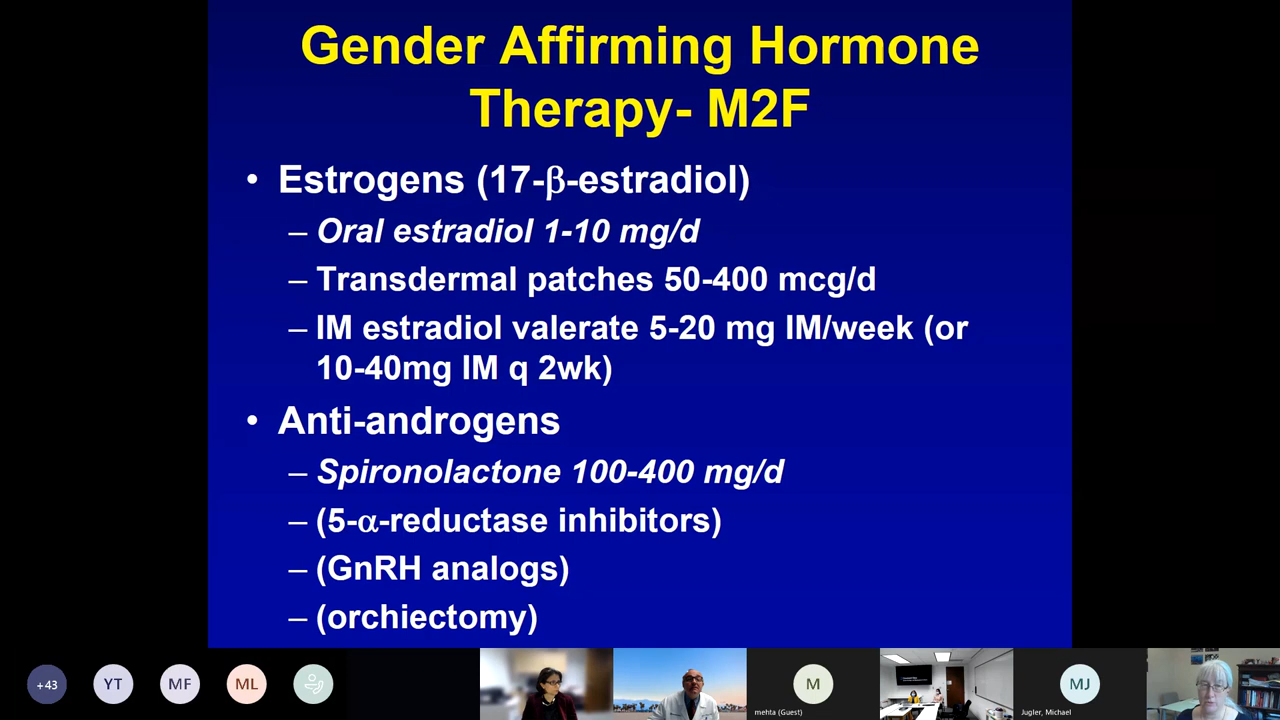 Gender Affirming Hormone
Therapy- M2F
• Estrogens (17-β-estradiol)
– Oral estradiol 1-10 mg/d
– Transdermal patches 50-400 mcg/d
– IM estradiol valerate 5-20 mg IM/week (or
10-40mg IM q 2wk)
• Anti-androgens
– Spironolactone 100-400 mg/d
– (5-α-reductase inhibitors)
– (GnRH analogs)
– (orchiectomy)
+43
YT
MF
ML
M
MJ
mehta (Guest)
Jugler, Michael